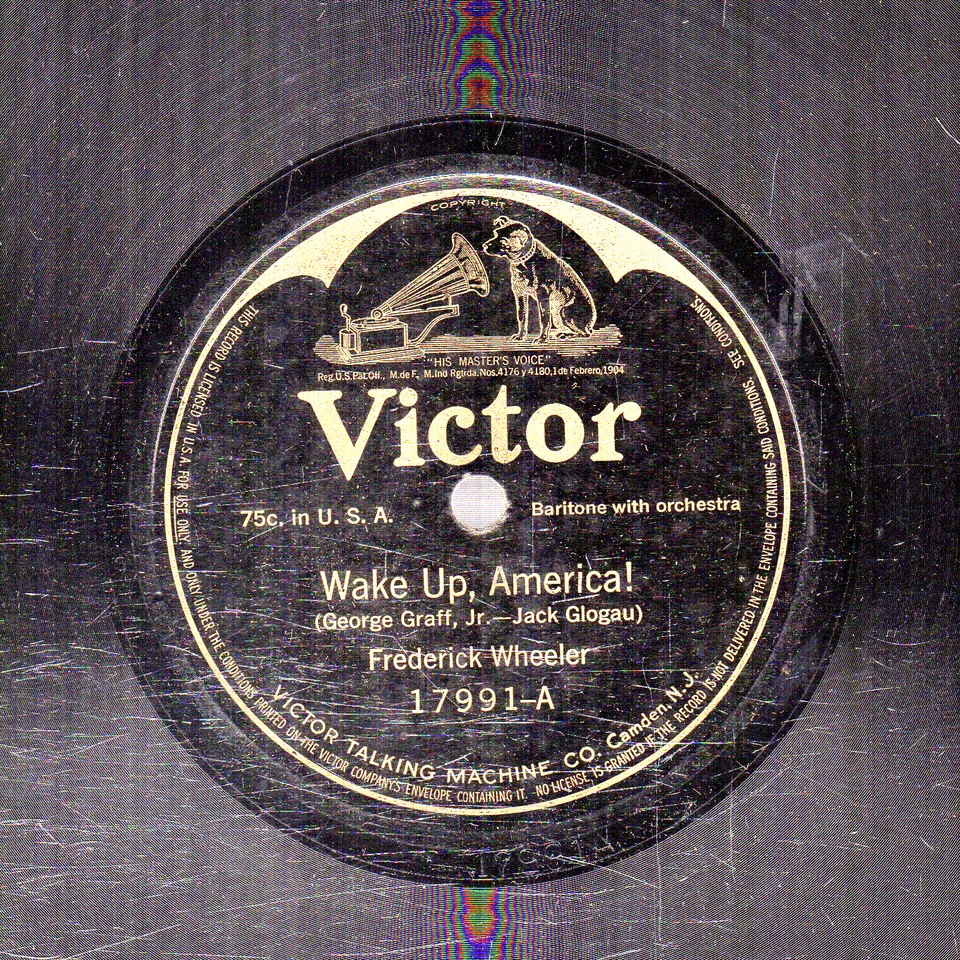 COPYRIGHT
"HIS MASTER'S VOICE"
Reg.U.S.Pat.Off., M.de F. M.Ind Rgtrda.Nos.4176 y 4180,1 de Febrero,1904
Victor
75c. in U. S. A.
Baritone with orchestra
Wake Up, America!
(George Graff, Jr.—Jack Glogau)
Frederick Wheeler
17991–A
VICTOR TALKING MACHINE CO. Camden, N.J.
THIS RECORD IS LICENSED IN U.S.A. FOR USE ONLY, AND ONLY UNDER THE CONDITIONS PRINTED ON THE VICTOR COMPANY'S ENVELOPE CONTAINING IT. NO LICENSE IS GRANTED IF THE RECORD IS NOT DELIVERED IN THE ENVELOPE CONTAINING SAID CONDITIONS. SEE CONDITIONS
17991 A